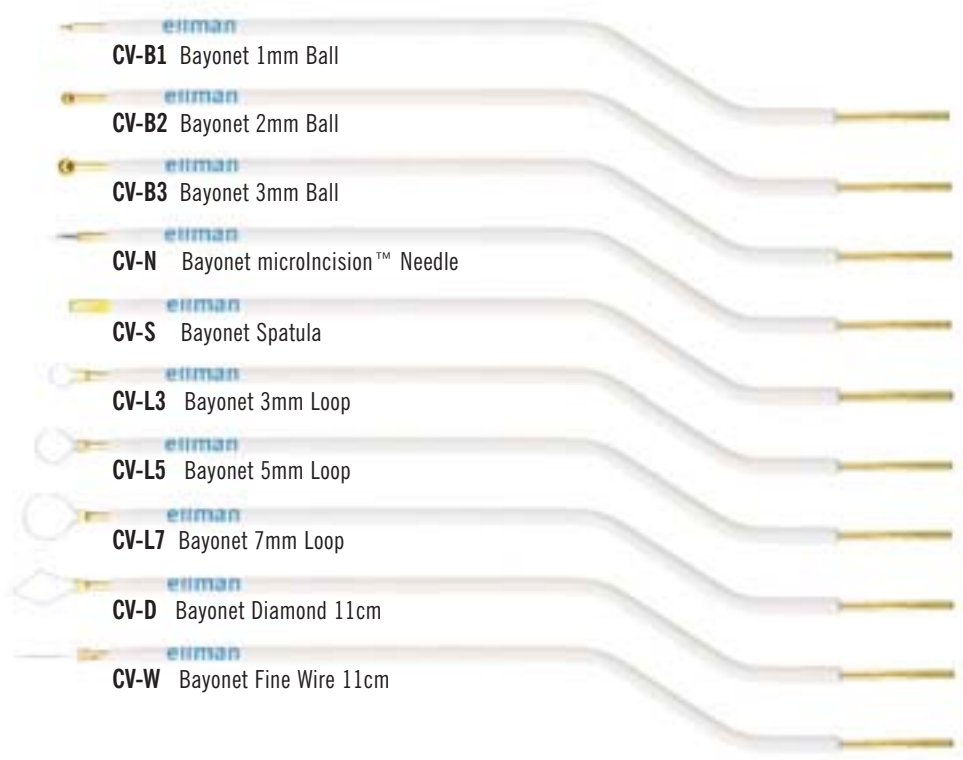 ellman
CV-B1 Bayonet 1mm Ball
ellman
CV-B2 Bayonet 2mm Ball
ellman
CV-B3 Bayonet 3mm Ball
ellman
CV-N Bayonet microIncision™ Needle
ellman
CV-S Bayonet Spatula
ellman
CV-L3 Bayonet 3mm Loop
ellman
CV-L5 Bayonet 5mm Loop
ellman
CV-L7 Bayonet 7mm Loop
ellman
CV-D Bayonet Diamond 11cm
ellman
CV-W Bayonet Fine Wire 11cm